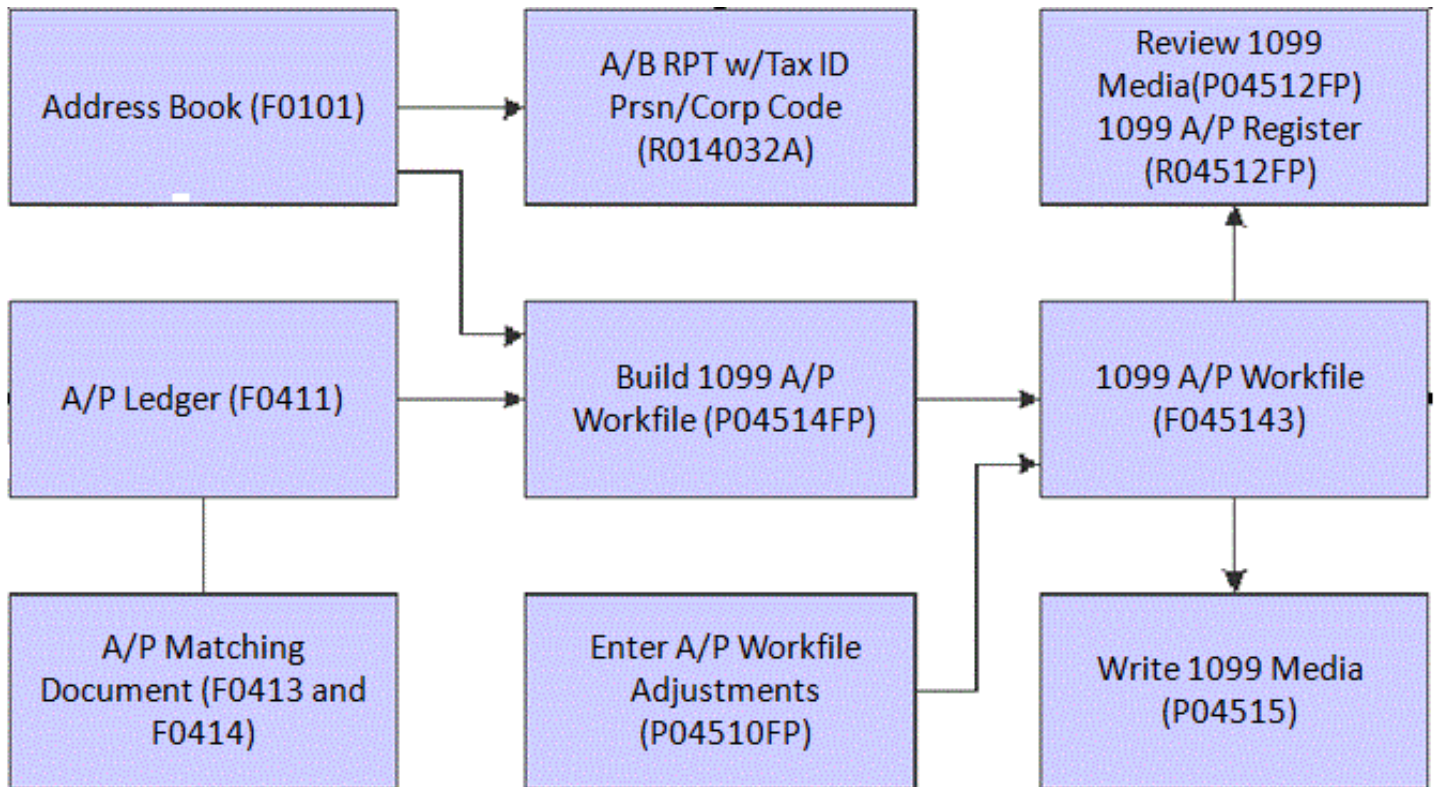 Address Book (F0101)
A/B RPT w/Tax ID
Prsn/Corp Code
(R014032A)
Review 1099
Media(P04512FP)
1099 A/P Register
(R04512FP)
A/P Ledger (F0411)
Build 1099 A/P
Workfile (P04514FP)
1099 A/P Workfile
(F045143)
A/P Matching
Document (F0413 and
F0414)
Enter A/P Workfile
Adjustments
(P04510FP)
Write 1099 Media
(P04515)